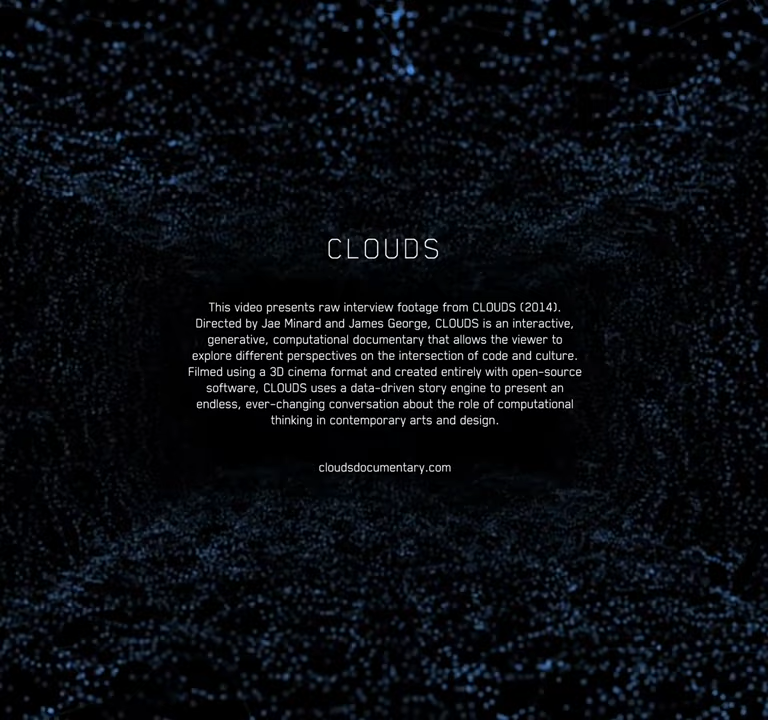 CLOUDS
This video presents raw interview footage from CLOUDS (2014).
Directed by Jae Minard and James George, CLOUDS is an interactive,
generative, computational documentary that allows the viewer to
explore different perspectives on the intersection of code and culture.
Filmed using a 3D cinema format and created entirely with open-source
software, CLOUDS uses a data-driven story engine to present an
endless, ever-changing conversation about the role of computational
thinking in contemporary arts and design.
cloudsdocumentary.com